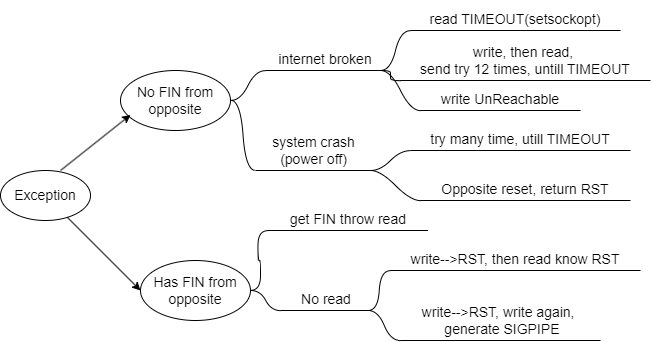 read TIMEOUT(setsockopt)
internet broken
write, then read,
send try 12 times, untill TIMEOUT
No FIN from
opposite
write UnReachable
system crash
(power off)
try many time, utill TIMEOUT
Opposite reset, return RST
Exception
get FIN throw read
Has FIN from
opposite
write-->RST, then read know RST
No read
write-->RST, write again,
generate SIGPIPE